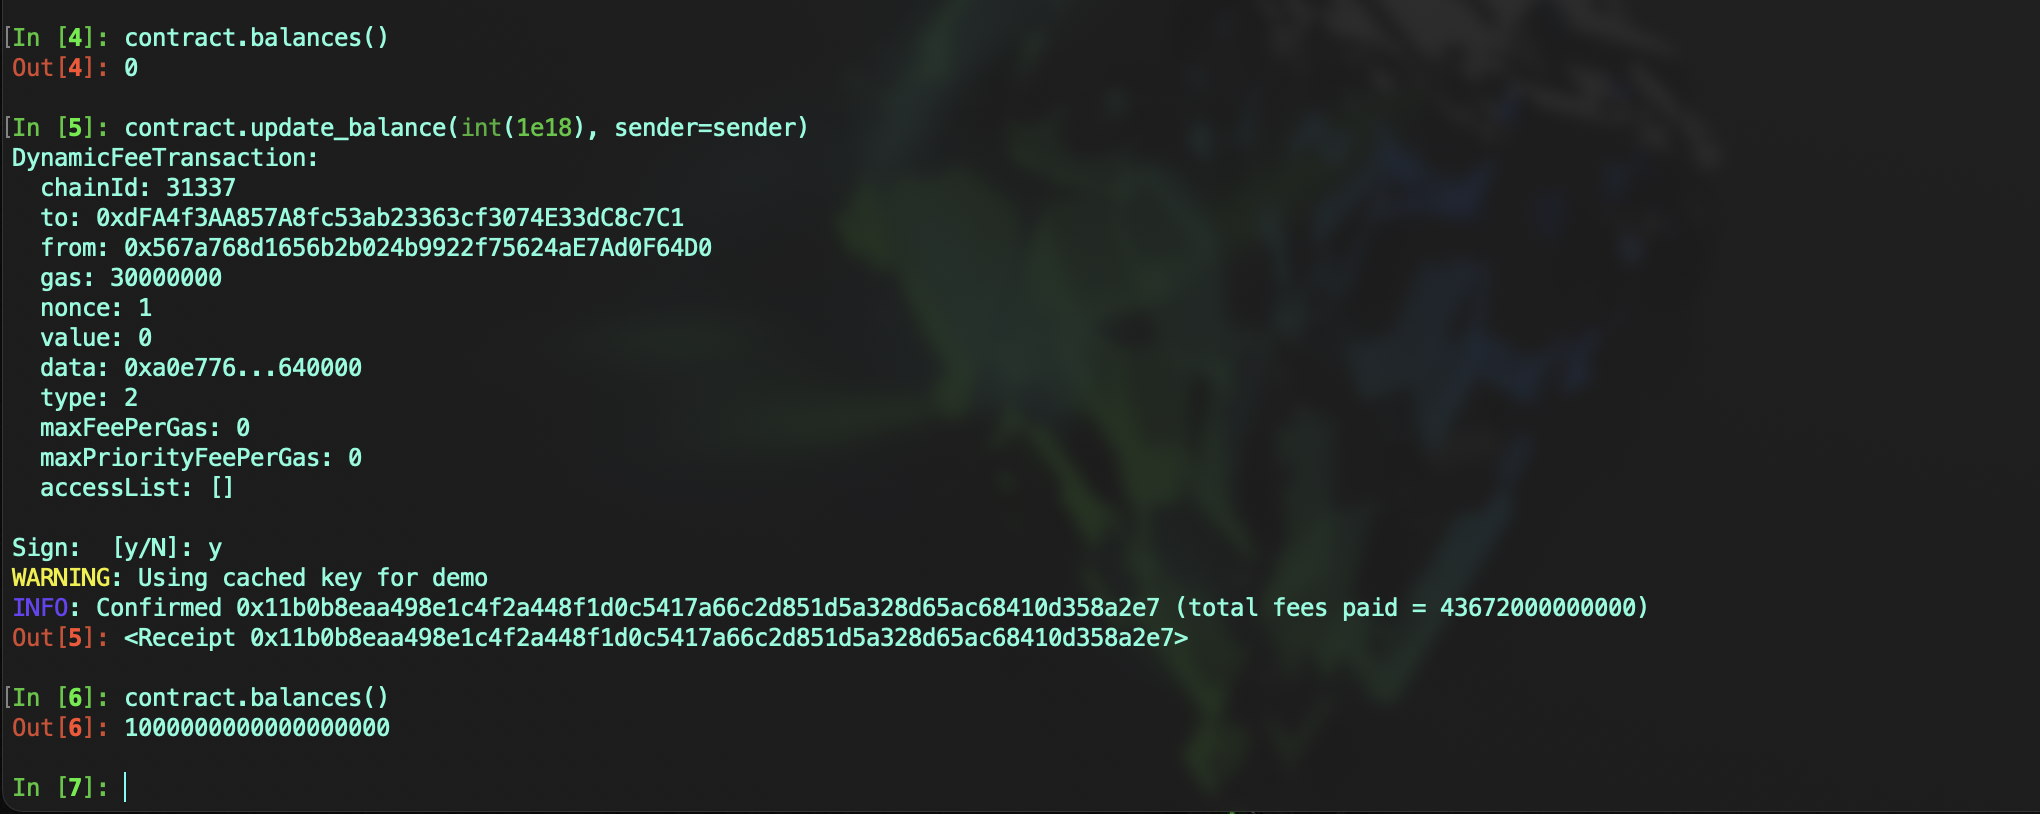 [In [4]: contract.balances()
Out[4]: 0
[In [5]: contract.update_balance(int(1e18), sender=sender)
DynamicFeeTransaction:
  chainId: 31337
  to: 0xdFA4f3AA857A8fc53ab23363cf3074E33dC8c7C1
  from: 0x567a768d1656b2b024b9922f75624aE7Ad0F64D0
  gas: 30000000
  nonce: 1
  value: 0
  data: 0xa0e776...640000
  type: 2
  maxFeePerGas: 0
  maxPriorityFeePerGas: 0
  accessList: []
Sign:  [y/N]: y
WARNING: Using cached key for demo
INFO: Confirmed 0x11b0b8eaa498e1c4f2a448f1d0c5417a66c2d851d5a328d65ac68410d358a2e7 (total fees paid = 43672000000000)
Out[5]: <Receipt 0x11b0b8eaa498e1c4f2a448f1d0c5417a66c2d851d5a328d65ac68410d358a2e7>
[In [6]: contract.balances()
Out[6]: 1000000000000000000
In [7]: